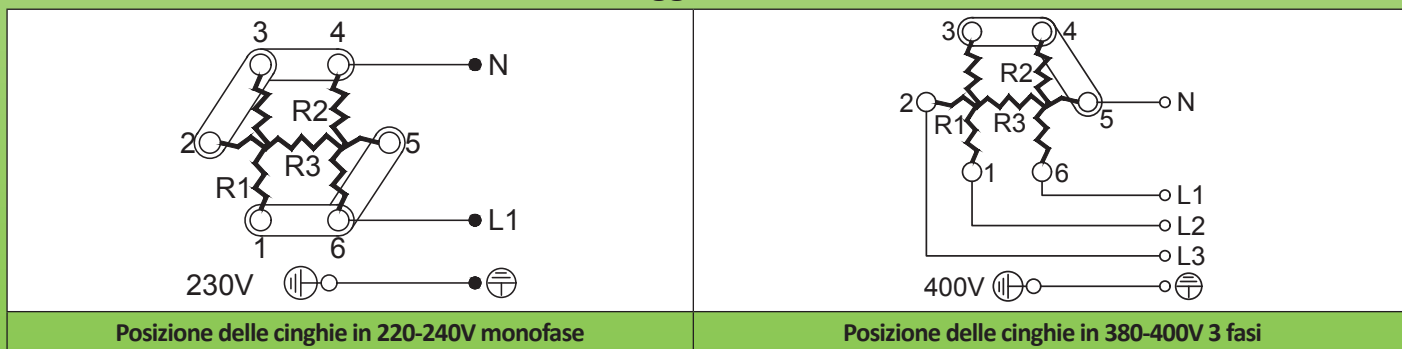 3 4
N
R2
2 5
R3
R1
L1
1 6
230V
Posizione delle cinghie in 220-240V monofase
3 4
R2
2 N
R1 R3 5
1 6
L1
L2
L3
400V
Posizione delle cinghie in 380-400V 3 fasi